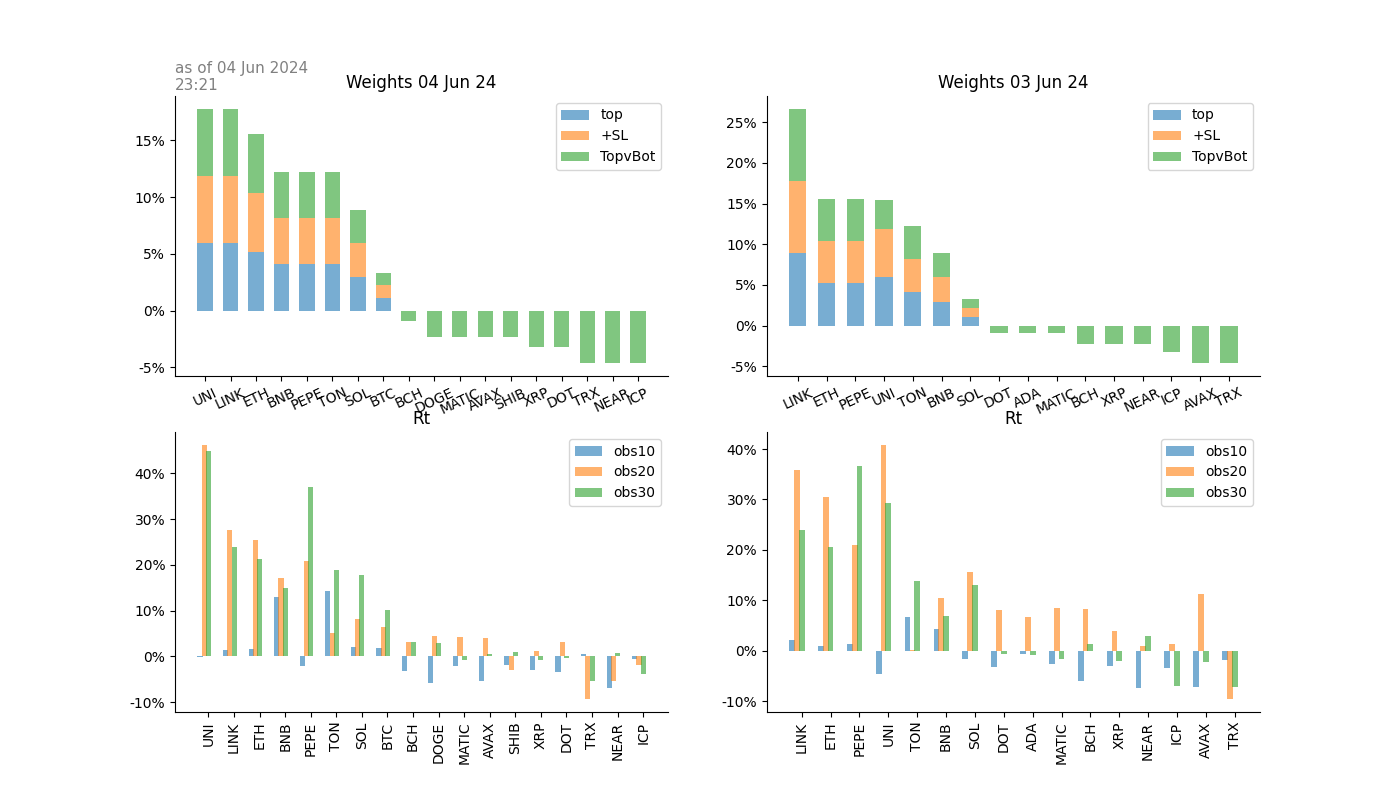 as of 04 Jun 2024
23:21
Weights 04 Jun 24
top
+SL
TopvBot
15%
10%
5%
0%
-5%
UNI LINK ETH BNB PEPE TON SOL BTC BCH DOGE MATIC AVAX SHIB XRP DOT TRX NEAR ICP
Weights 03 Jun 24
top
+SL
TopvBot
25%
20%
15%
10%
5%
0%
-5%
LINK ETH PEPE UNI TON BNB SOL DOT ADA MATIC BCH XRP NEAR ICP AVAX TRX
Rt
obs10
obs20
obs30
40%
30%
20%
10%
0%
-10%
UNI LINK ETH BNB PEPE TON SOL BTC BCH DOGE MATIC AVAX SHIB XRP DOT TRX NEAR ICP
Rt
obs10
obs20
obs30
40%
30%
20%
10%
0%
-10%
LINK ETH PEPE UNI TON BNB SOL DOT ADA MATIC BCH XRP NEAR ICP AVAX TRX